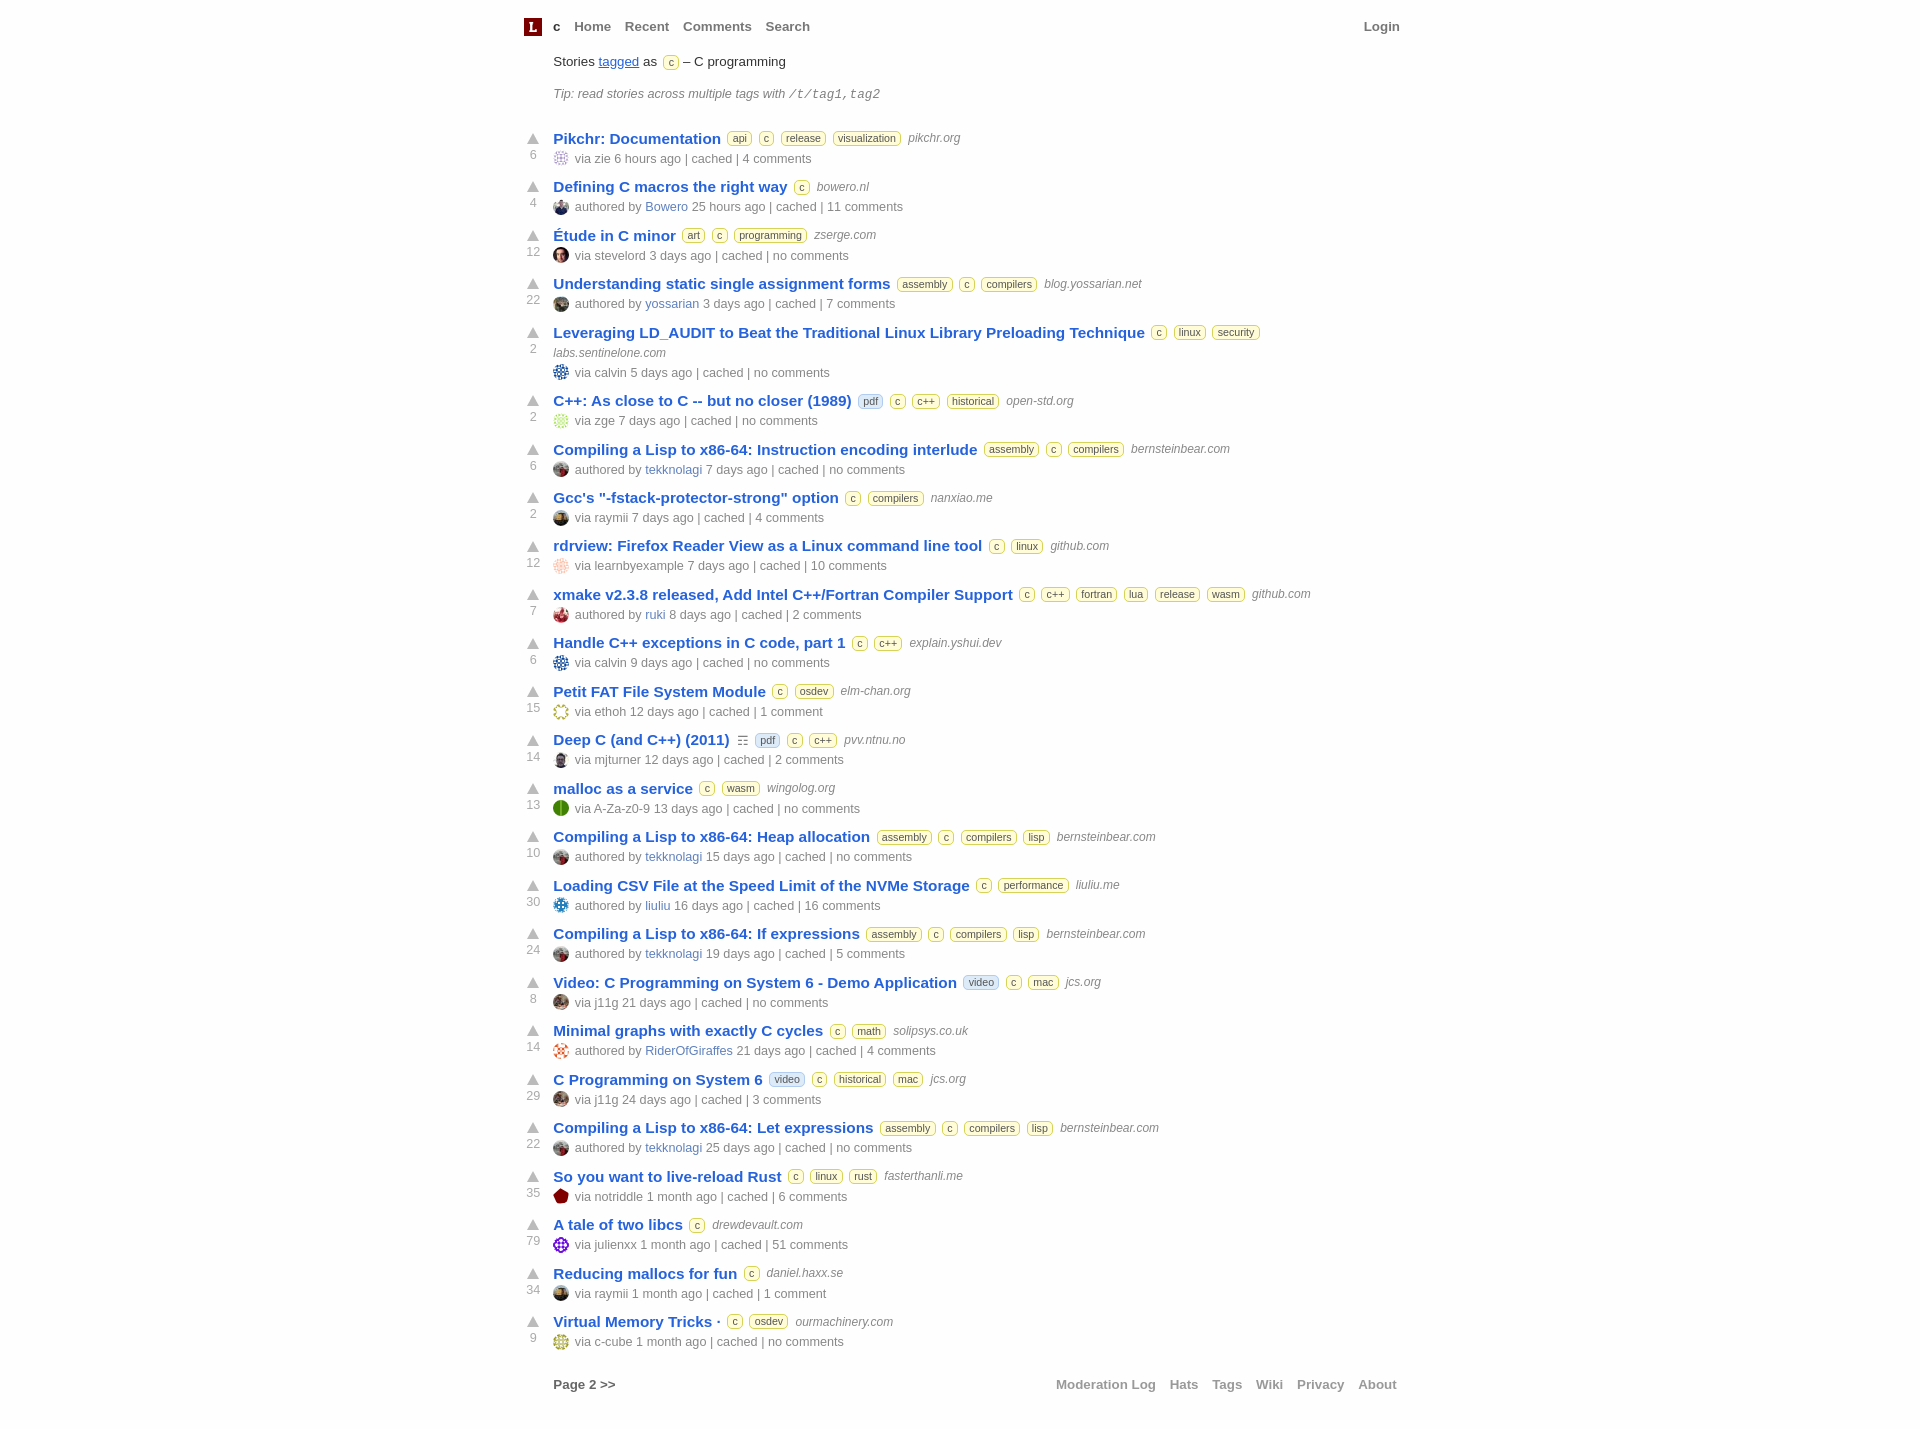 L c Home Recent Comments Search Login
Stories tagged as c – C programming
Tip: read stories across multiple tags with /t/tag1,tag2
Pikchr: Documentation api c release visualization pikchr.org
6 via zie 6 hours ago | cached | 4 comments
Defining C macros the right way c bowero.nl
4 authored by Bowero 25 hours ago | cached | 11 comments
Étude in C minor art c programming zserge.com
12 via stevelord 3 days ago | cached | no comments
Understanding static single assignment forms assembly c compilers blog.yossarian.net
22 authored by yossarian 3 days ago | cached | 7 comments
Leveraging LD_AUDIT to Beat the Traditional Linux Library Preloading Technique c linux security
2 labs.sentinelone.com
via calvin 5 days ago | cached | no comments
C++: As close to C -- but no closer (1989) pdf c c++ historical open-std.org
2 via zge 7 days ago | cached | no comments
Compiling a Lisp to x86-64: Instruction encoding interlude assembly c compilers bernsteinbear.com
6 authored by tekknolagi 7 days ago | cached | no comments
Gcc's "-fstack-protector-strong" option c compilers nanxiao.me
2 via raymii 7 days ago | cached | 4 comments
rdrview: Firefox Reader View as a Linux command line tool c linux github.com
12 via learnbyexample 7 days ago | cached | 10 comments
xmake v2.3.8 released, Add Intel C++/Fortran Compiler Support c c++ fortran lua release wasm github.com
7 authored by ruki 8 days ago | cached | 2 comments
Handle C++ exceptions in C code, part 1 c c++ explain.yshui.dev
6 via calvin 9 days ago | cached | no comments
Petit FAT File System Module c osdev elm-chan.org
15 via ethoh 12 days ago | cached | 1 comment
Deep C (and C++) (2011) ☶ pdf c c++ pvv.ntnu.no
14 via mjturner 12 days ago | cached | 2 comments
malloc as a service c wasm wingolog.org
13 via A-Za-z0-9 13 days ago | cached | no comments
Compiling a Lisp to x86-64: Heap allocation assembly c compilers lisp bernsteinbear.com
10 authored by tekknolagi 15 days ago | cached | no comments
Loading CSV File at the Speed Limit of the NVMe Storage c performance liuliu.me
30 authored by liuliu 16 days ago | cached | 16 comments
Compiling a Lisp to x86-64: If expressions assembly c compilers lisp bernsteinbear.com
24 authored by tekknolagi 19 days ago | cached | 5 comments
Video: C Programming on System 6 - Demo Application video c mac jcs.org
8 via j11g 21 days ago | cached | no comments
Minimal graphs with exactly C cycles c math solipsys.co.uk
14 authored by RiderOfGiraffes 21 days ago | cached | 4 comments
C Programming on System 6 video c historical mac jcs.org
29 via j11g 24 days ago | cached | 3 comments
Compiling a Lisp to x86-64: Let expressions assembly c compilers lisp bernsteinbear.com
22 authored by tekknolagi 25 days ago | cached | no comments
So you want to live-reload Rust c linux rust fasterthanli.me
35 via notriddle 1 month ago | cached | 6 comments
A tale of two libcs c drewdevault.com
79 via julienxx 1 month ago | cached | 51 comments
Reducing mallocs for fun c daniel.haxx.se
34 via raymii 1 month ago | cached | 1 comment
Virtual Memory Tricks · c osdev ourmachinery.com
9 via c-cube 1 month ago | cached | no comments
Page 2 >> Moderation Log Hats Tags Wiki Privacy About